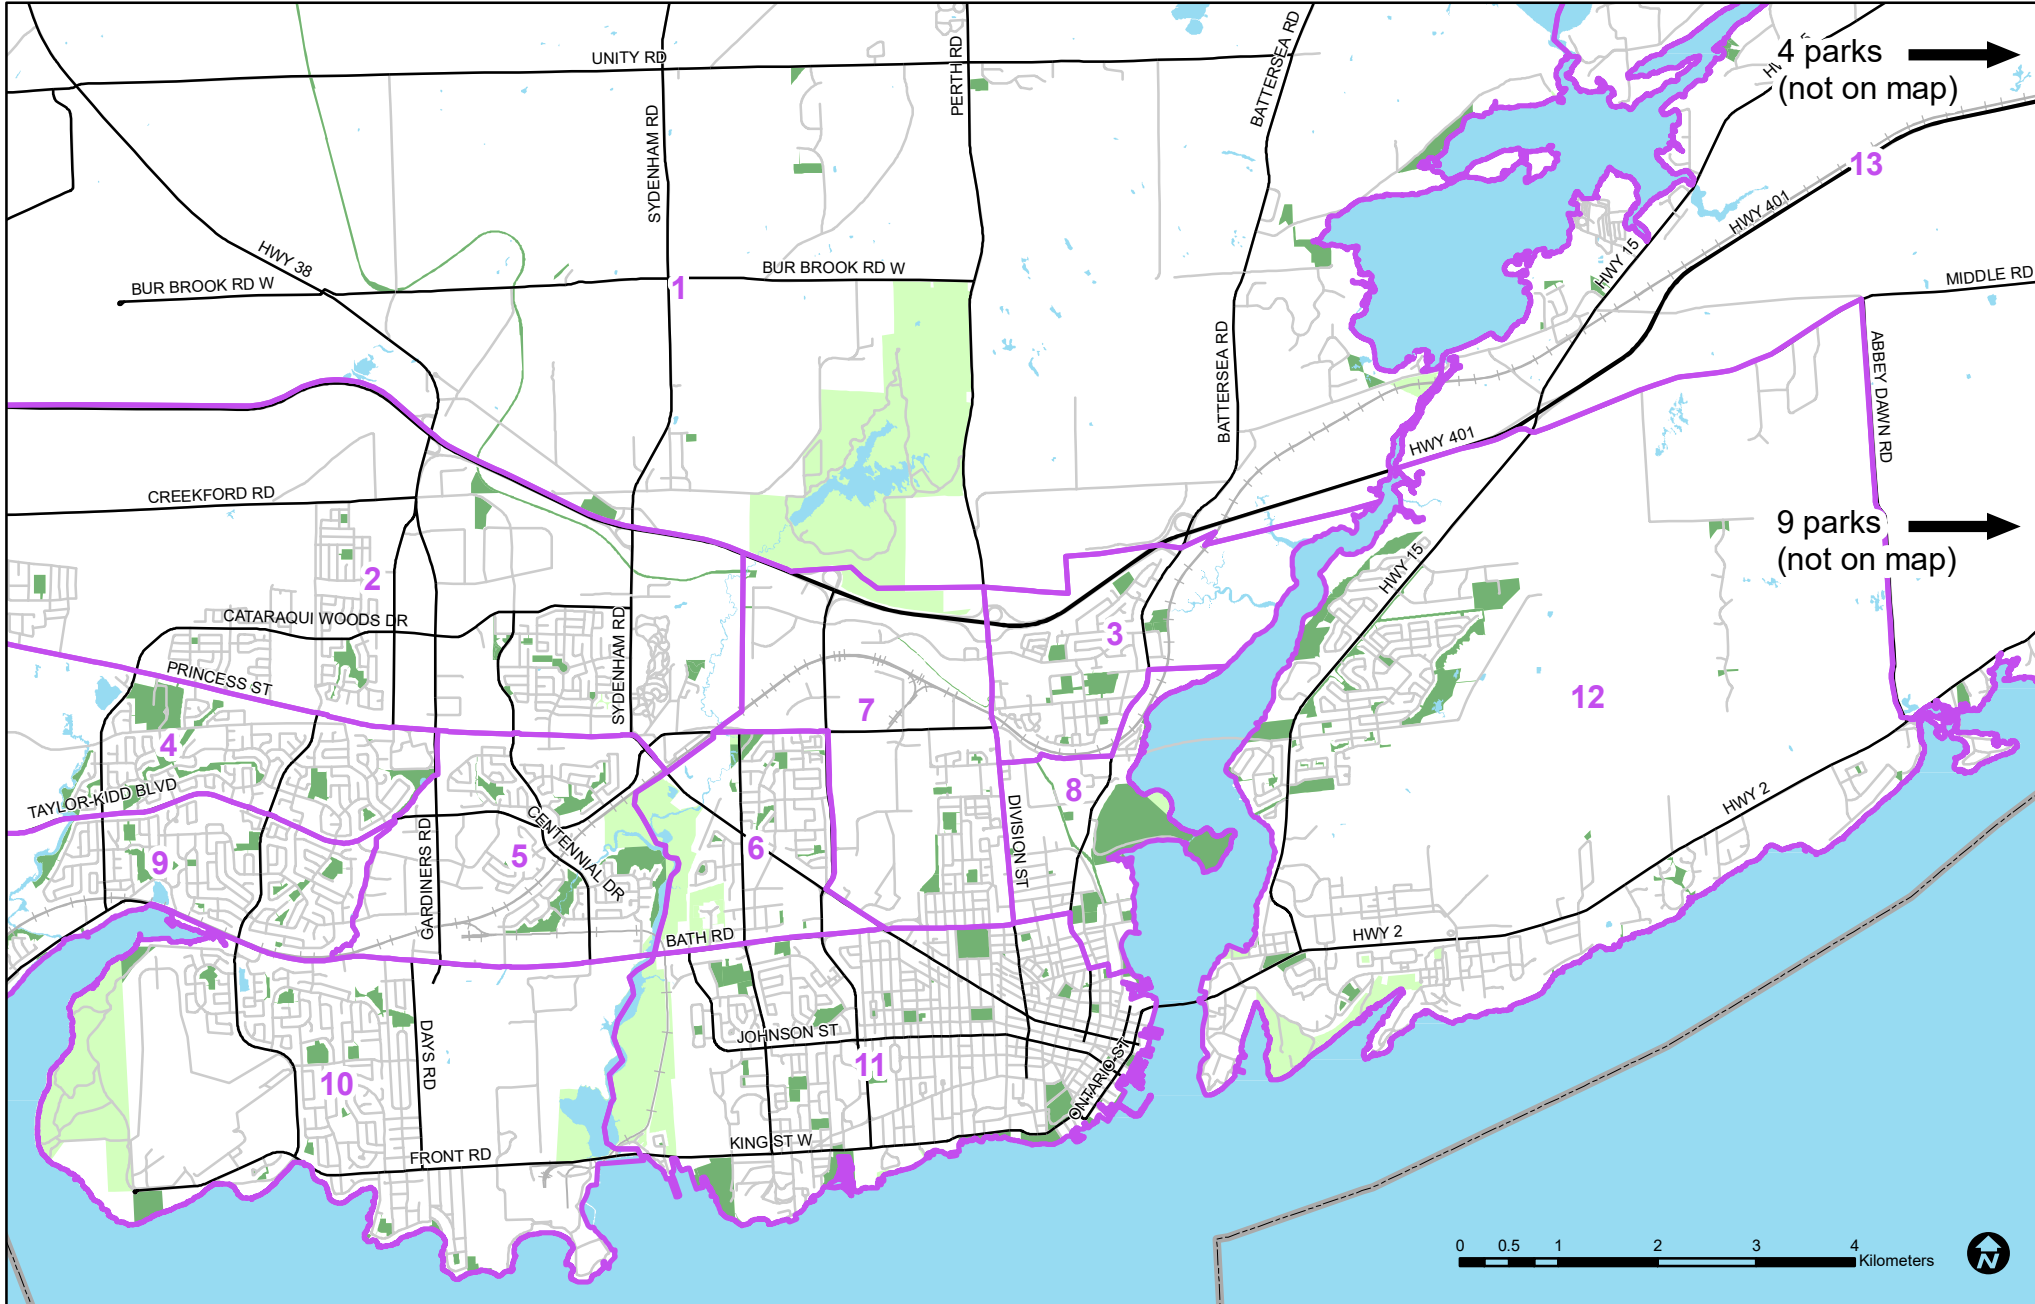 4 parks
(not on map)
UNITY RD
PERTH RD
BATTERSEA RD
SYDENHAM RD
13
HWY 401
HWY 15
HWY 38
BUR BROOK RD W
BUR BROOK RD W
1
MIDDLE RD
BATTERSEA RD
ABBEY DAWN RD
HWY 401
CREEKFORD RD
9 parks
(not on map)
HWY 15
2
CATARAQUI WOODS DR
SYDENHAM RD
3
PRINCESS ST
12
7
4
TAYLOR-KIDD BLVD
8
HWY 2
DIVISION ST
CENTENNIAL DR
GARDINERS RD
9
5
6
BATH RD
HWY 2
JOHNSON ST
DAYS RD
10
11
ONTARIO ST
KING ST W
FRONT RD
0 0.5 1 2 3 4
Kilometers
N